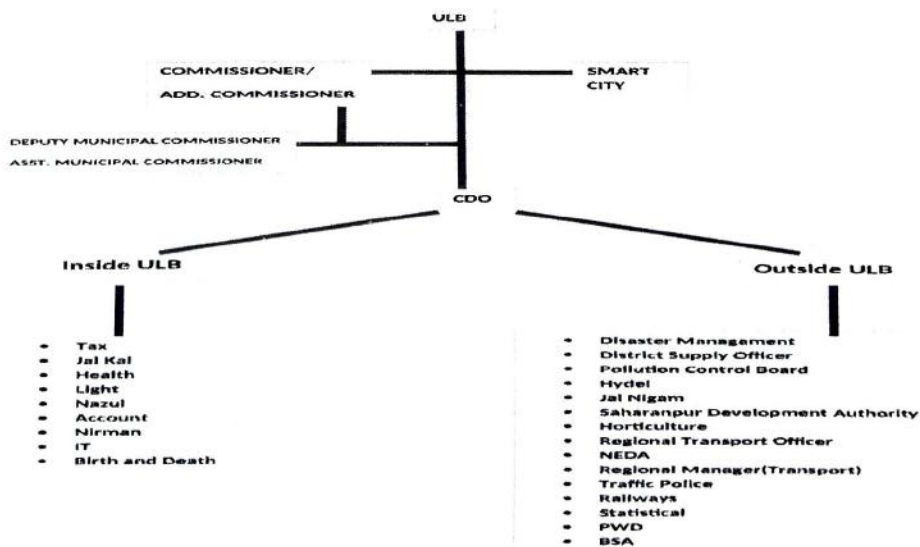 ULB
COMMISSIONER/
ADD. COMMISSIONER
SMART
CITY
DEPUTY MUNICIPAL COMMISSIONER
ASST. MUNICIPAL COMMISSIONER
CDO
Inside ULB
• Tax
• Jal Kal
• Health
• Light
• Nazul
• Account
• Nirman
• IT
• Birth and Death
Outside ULB
• Disaster Managament
• District Supply Officer
• Pollution Control Board
• Hydel
• Jal Nigam
• Saharanpur Development Authority
• Horticulture
• Regional Transport Officer
• NEDA
• Regional Manager(Transport)
• Traffic Police
• Railways
• Statistical
• PWD
• BSA